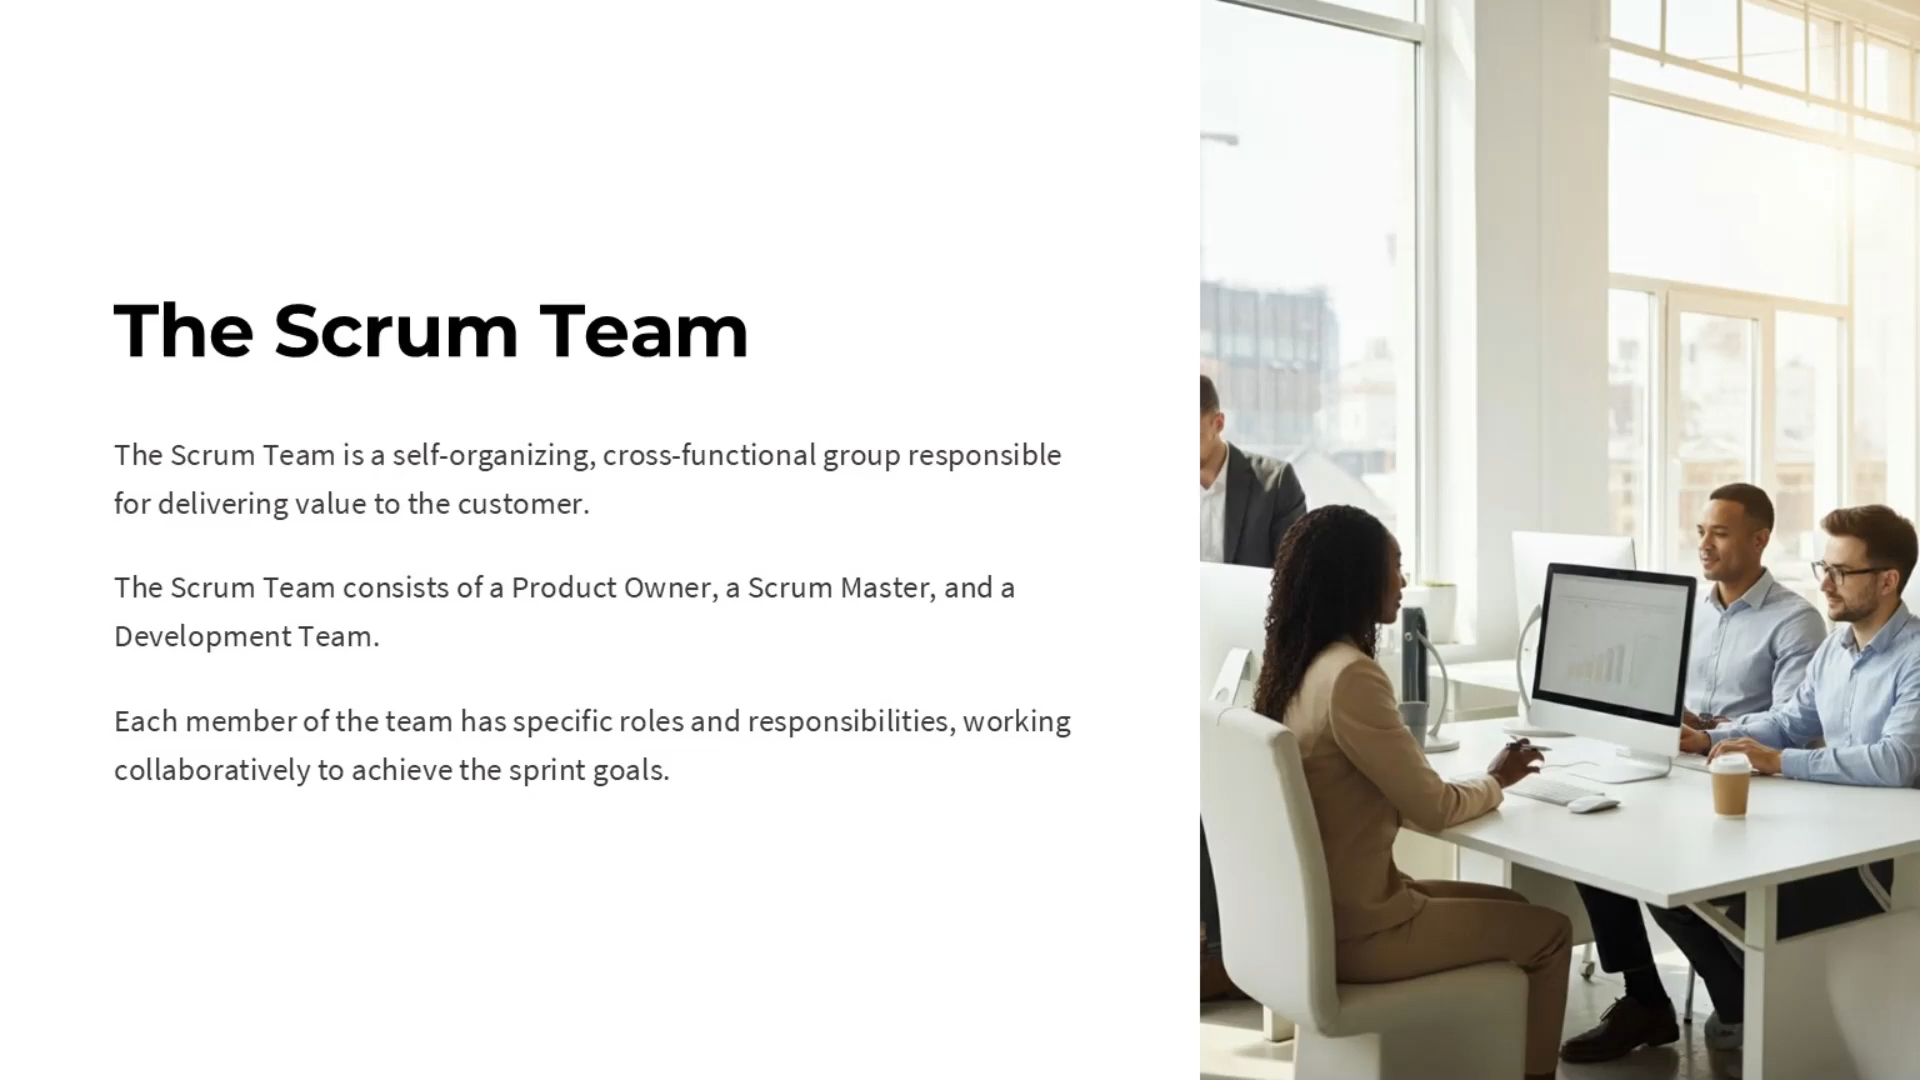 The Scrum Team
The Scrum Team is a self-organizing, cross-functional group responsible
for delivering value to the customer.
The Scrum Team consists of a Product Owner, a Scrum Master, and a
Development Team.
Each member of the team has specific roles and responsibilities, working
collaboratively to achieve the sprint goals.